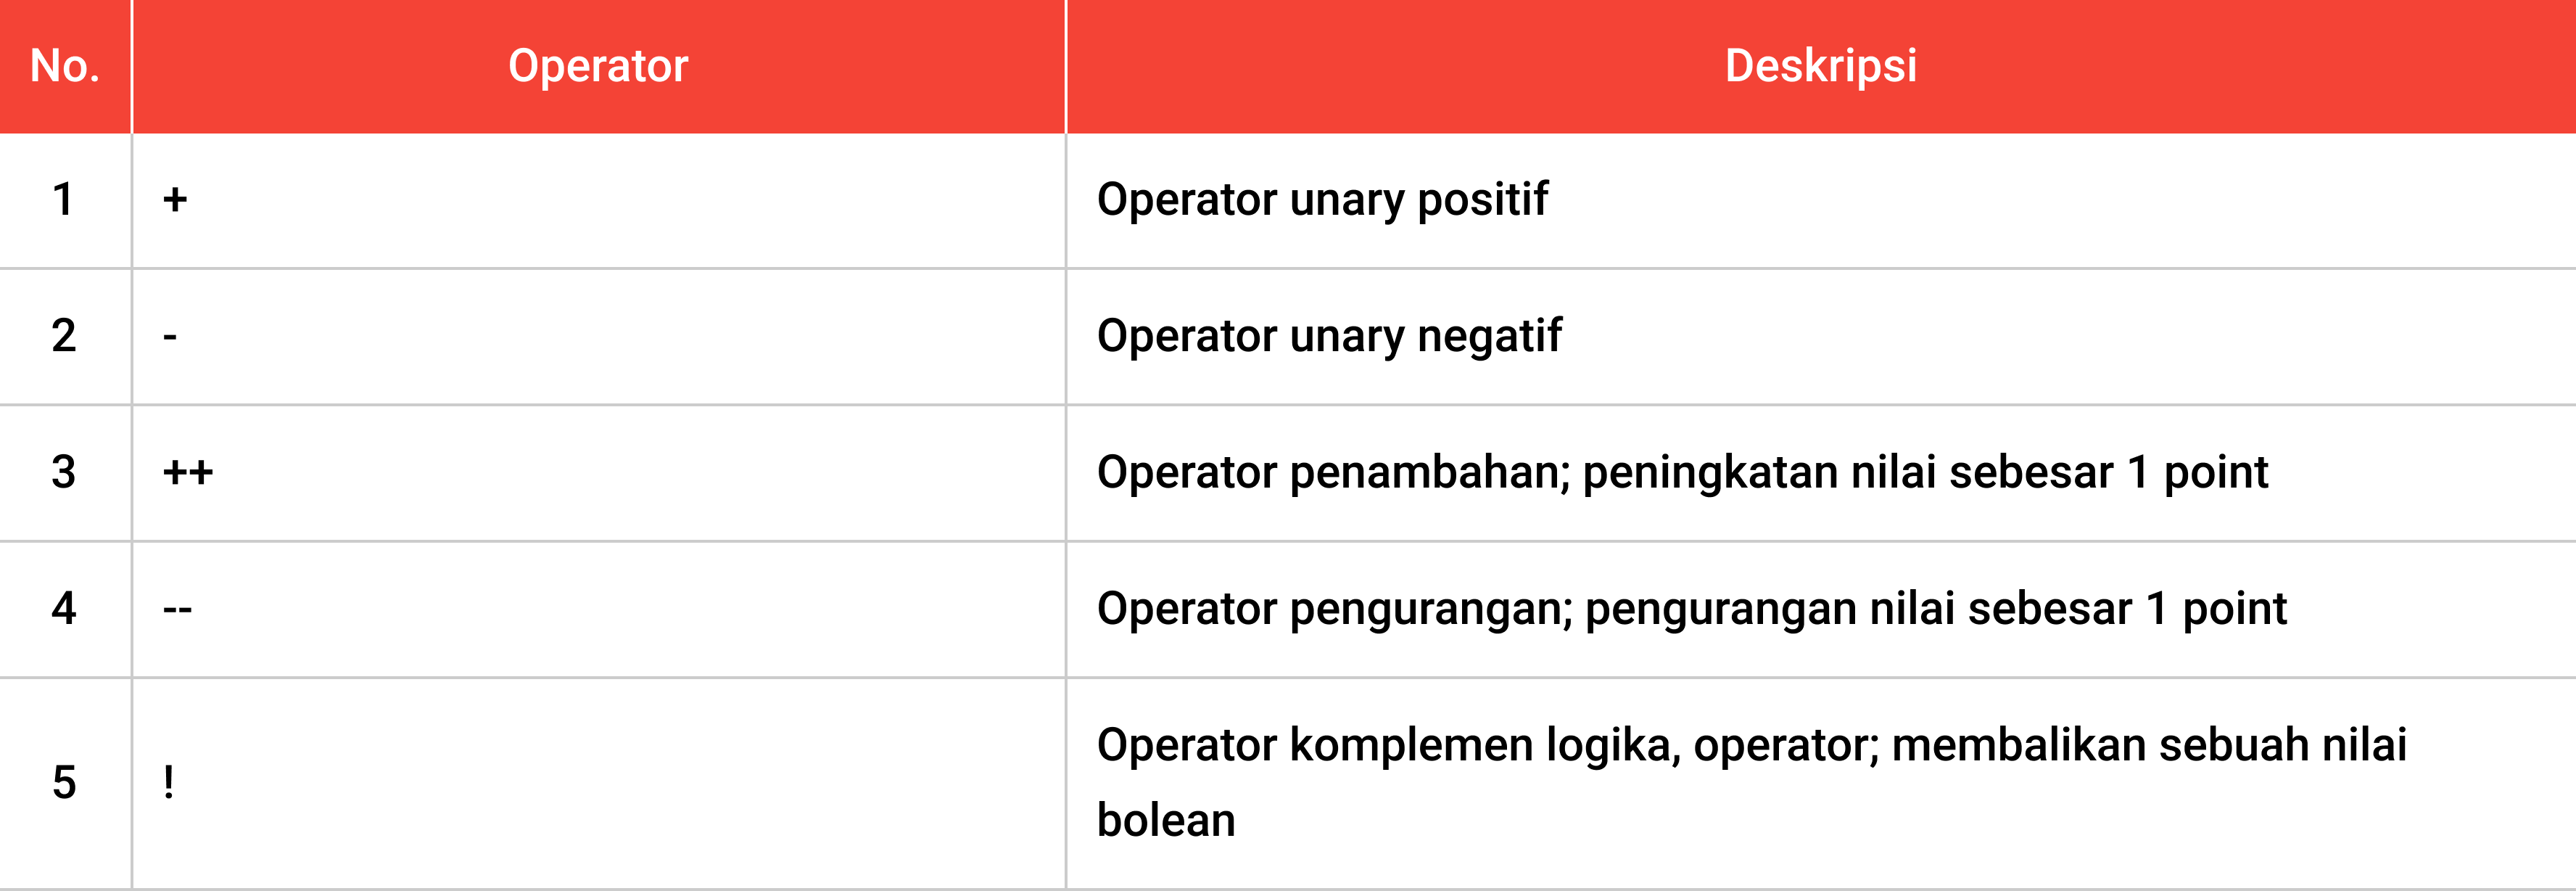 No. Operator Deskripsi
1 + Operator unary positif
2 - Operator unary negatif
3 ++ Operator penambahan; peningkatan nilai sebesar 1 point
4 -- Operator pengurangan; pengurangan nilai sebesar 1 point
5 ! Operator komplemen logika, operator; membalikan sebuah nilai
bolean